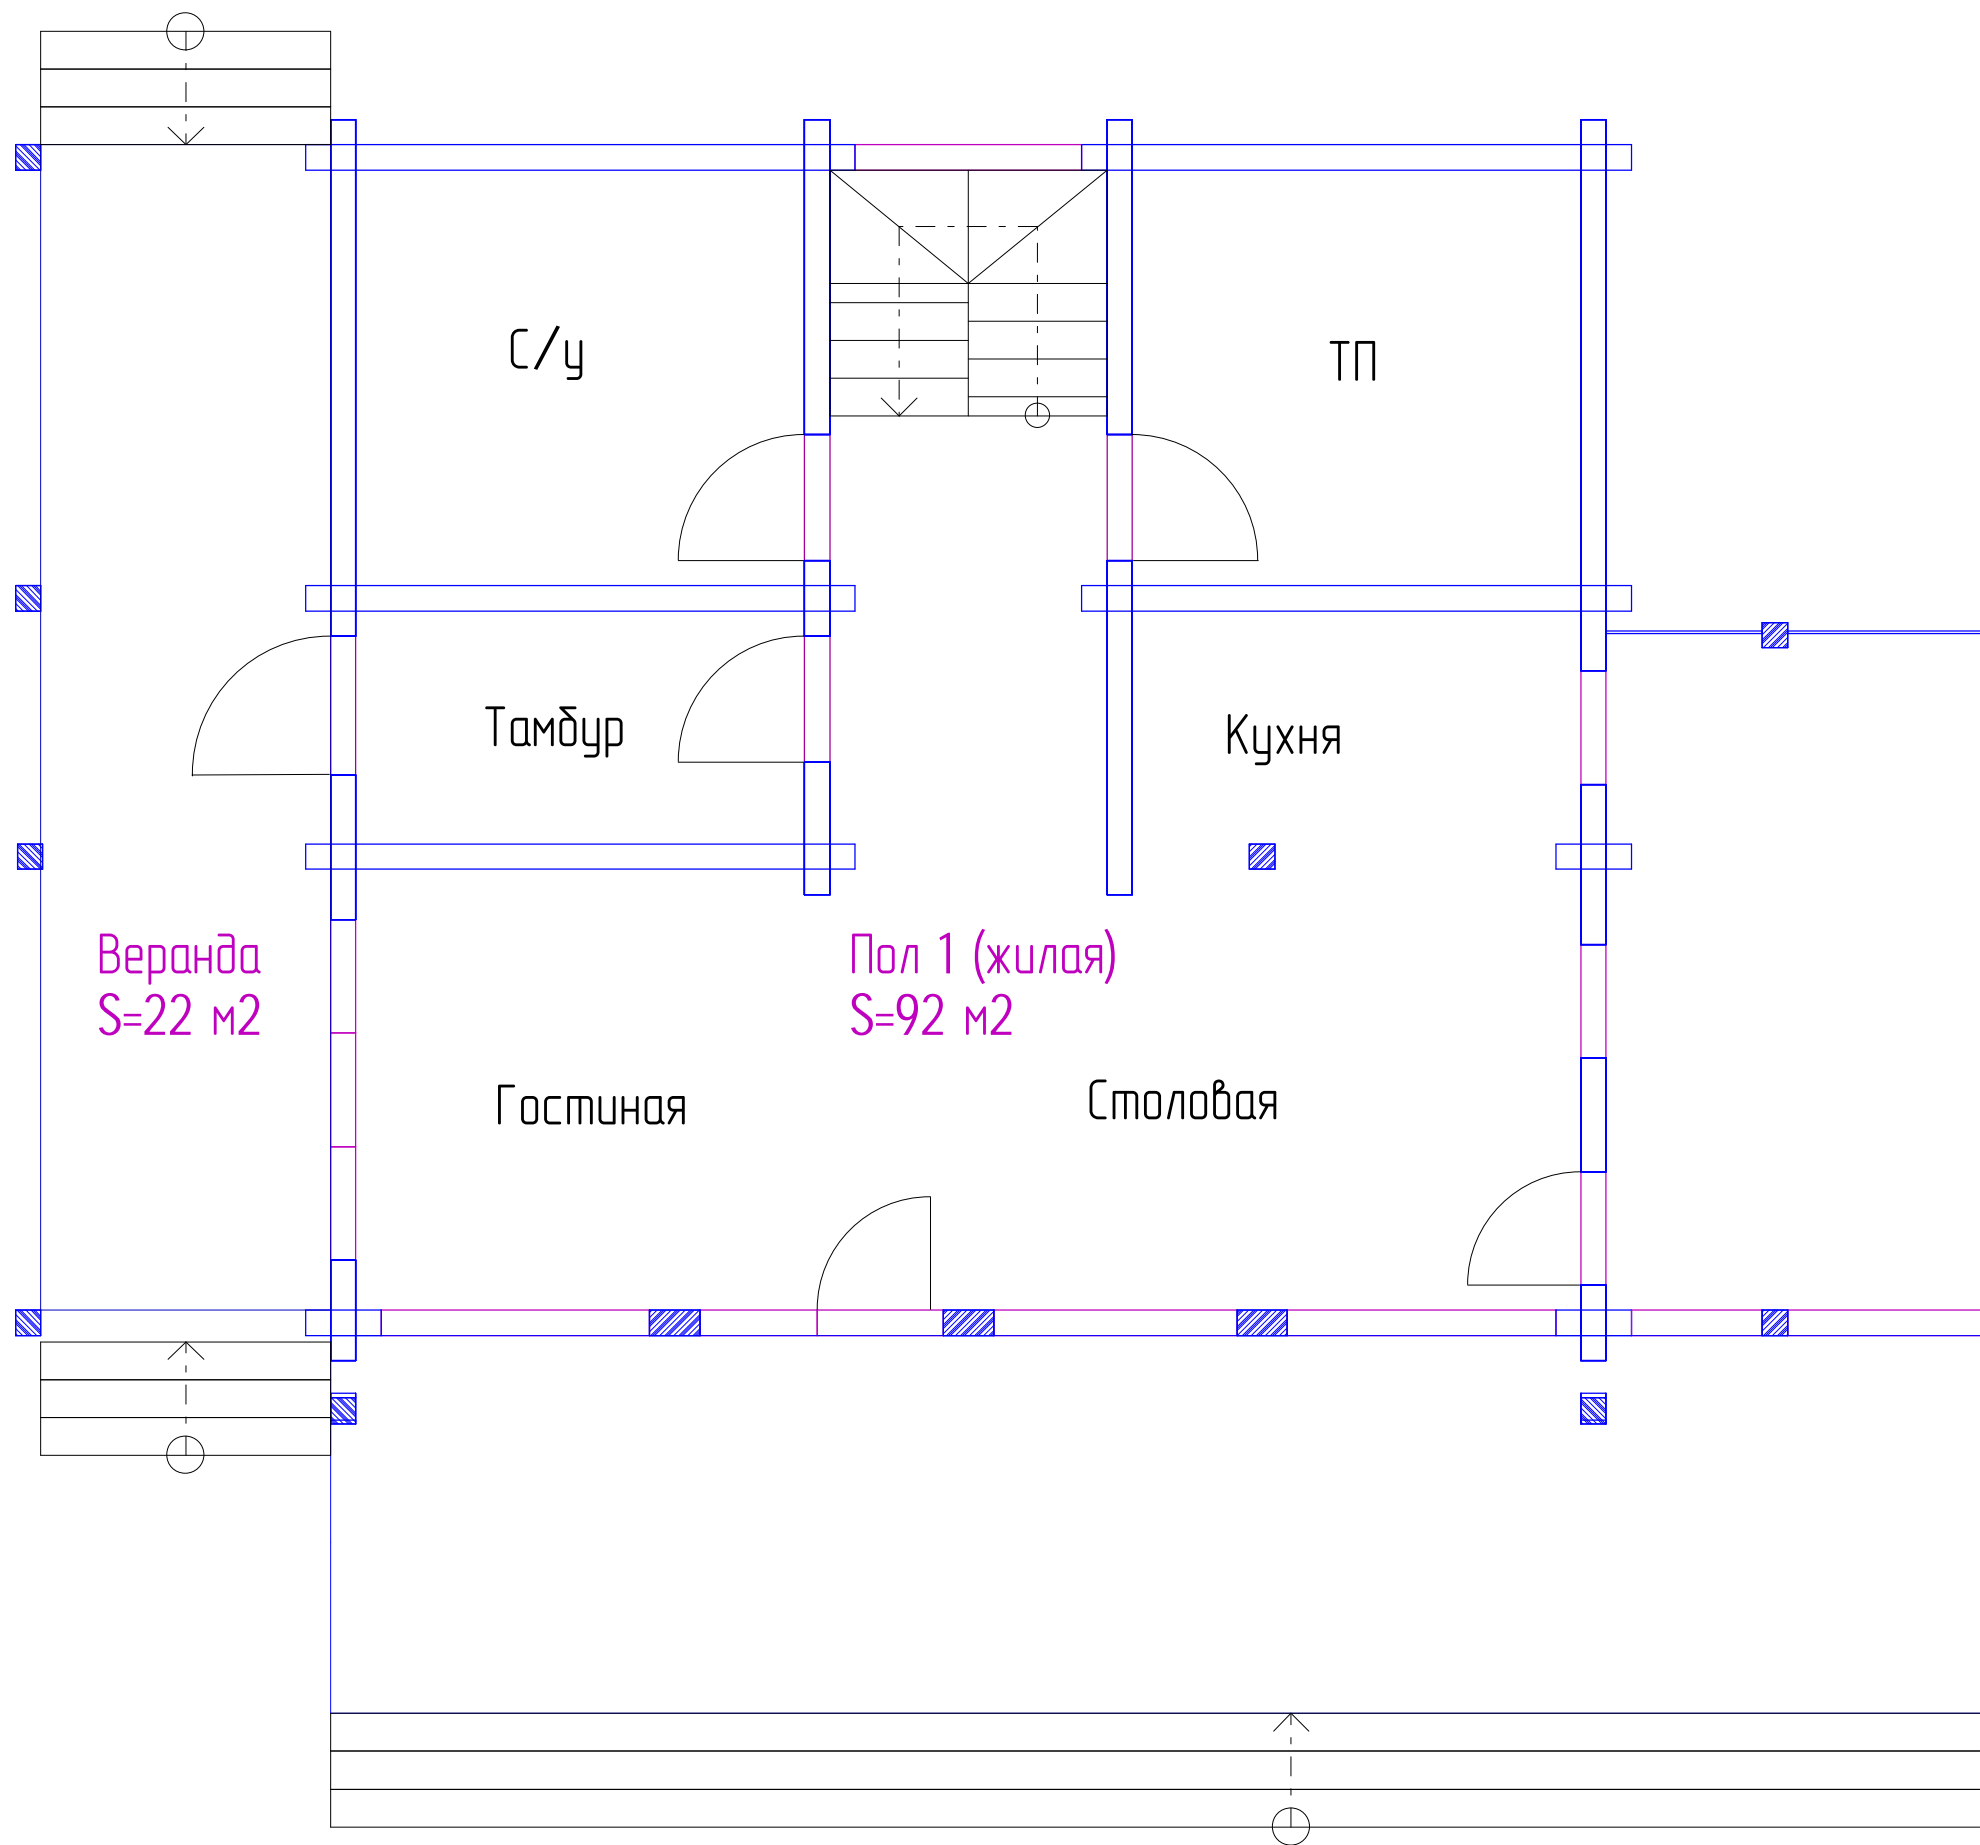 С/у
ТП
Тамбур
Кухня
Веранда
S=22 м2
Пол 1 (жилая)
S=92 м2
Гостиная
Столовая